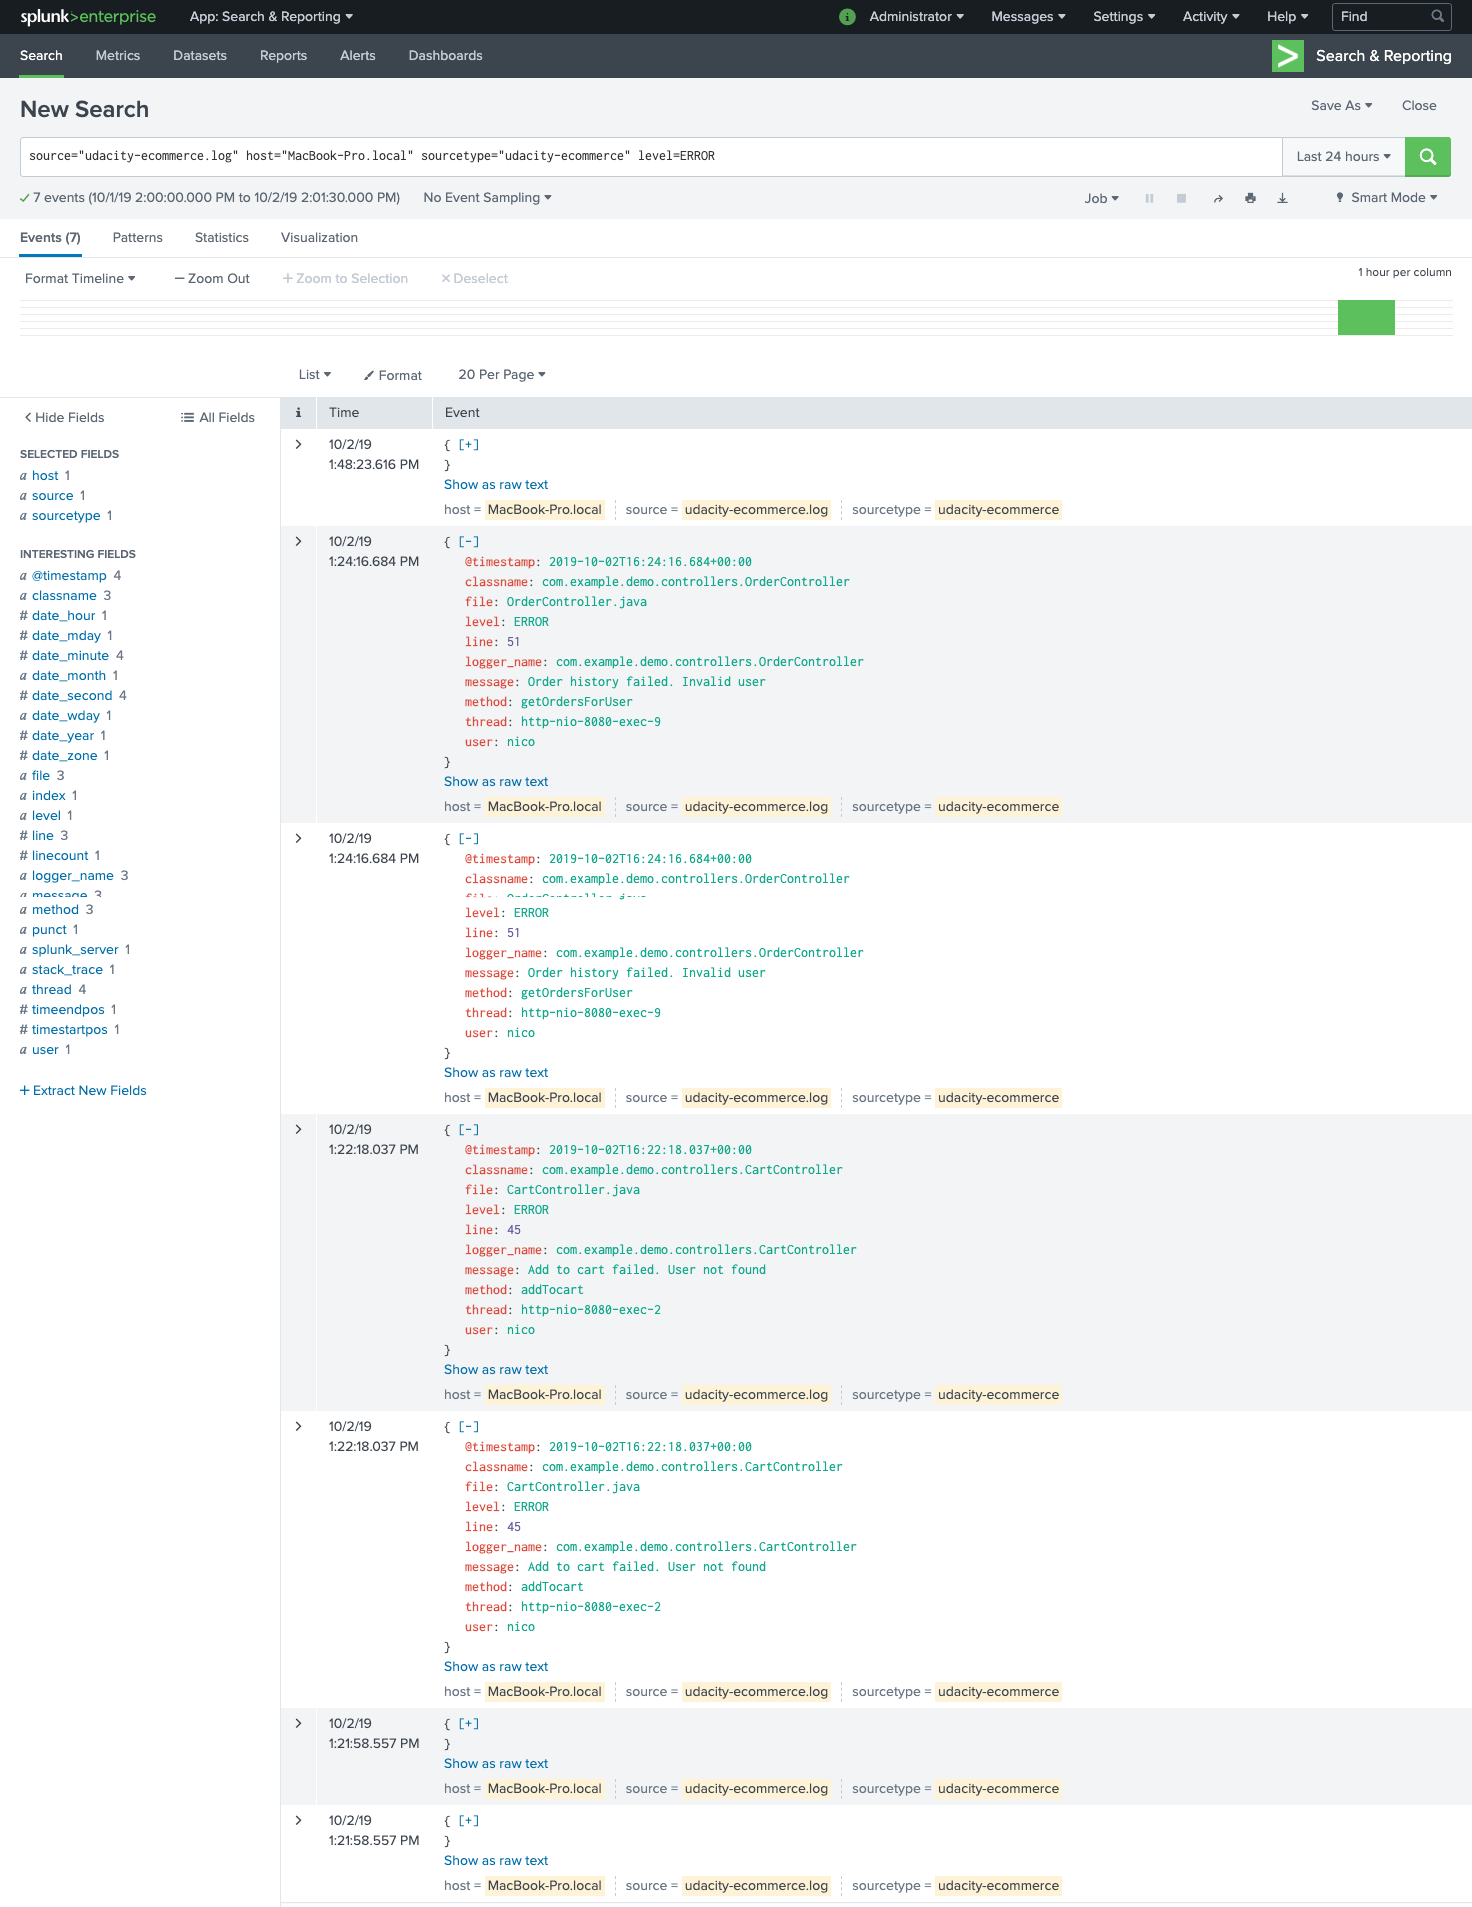 splunk>enterprise App: Search & Reporting i Administrator Messages Settings Activity Help Find
Search Metrics Datasets Reports Alerts Dashboards Search & Reporting
New Search Save As Close
source="udacity-ecommerce.log" host="MacBook-Pro.local" sourcetype="udacity-ecommerce" level=ERROR Last 24 hours
7 events (10/1/19 2:00:00.000 PM to 10/2/19 2:01:30.000 PM) No Event Sampling Job Smart Mode
Events (7) Patterns Statistics Visualization
Format Timeline — Zoom Out + Zoom to Selection × Deselect 1 hour per column
List Format 20 Per Page
< Hide Fields All Fields
SELECTED FIELDS
a host 1
a source 1
a sourcetype 1
INTERESTING FIELDS
a @timestamp 4
a classname 3
# date_hour 1
# date_mday 1
# date_minute 4
a date_month 1
# date_second 4
a date_wday 1
# date_year 1
# date_zone 1
a file 3
a index 1
a level 1
# line 3
# linecount 1
a logger_name 3
a message 3
a method 3
a punct 1
a splunk_server 1
a stack_trace 1
a thread 4
# timeendpos 1
# timestartpos 1
a user 1
+ Extract New Fields
i Time Event
> 10/2/19 { [+]
1:48:23.616 PM }
Show as raw text
host = MacBook-Pro.local source = udacity-ecommerce.log sourcetype = udacity-ecommerce
> 10/2/19 { [-]
1:24:16.684 PM @timestamp: 2019-10-02T16:24:16.684+00:00
classname: com.example.demo.controllers.OrderController
file: OrderController.java
level: ERROR
line: 51
logger_name: com.example.demo.controllers.OrderController
message: Order history failed. Invalid user
method: getOrdersForUser
thread: http-nio-8080-exec-9
user: nico
}
Show as raw text
host = MacBook-Pro.local source = udacity-ecommerce.log sourcetype = udacity-ecommerce
> 10/2/19 { [-]
1:24:16.684 PM @timestamp: 2019-10-02T16:24:16.684+00:00
classname: com.example.demo.controllers.OrderController
file: OrderController.java
level: ERROR
line: 51
logger_name: com.example.demo.controllers.OrderController
message: Order history failed. Invalid user
method: getOrdersForUser
thread: http-nio-8080-exec-9
user: nico
}
Show as raw text
host = MacBook-Pro.local source = udacity-ecommerce.log sourcetype = udacity-ecommerce
> 10/2/19 { [-]
1:22:18.037 PM @timestamp: 2019-10-02T16:22:18.037+00:00
classname: com.example.demo.controllers.CartController
file: CartController.java
level: ERROR
line: 45
logger_name: com.example.demo.controllers.CartController
message: Add to cart failed. User not found
method: addTocart
thread: http-nio-8080-exec-2
user: nico
}
Show as raw text
host = MacBook-Pro.local source = udacity-ecommerce.log sourcetype = udacity-ecommerce
> 10/2/19 { [-]
1:22:18.037 PM @timestamp: 2019-10-02T16:22:18.037+00:00
classname: com.example.demo.controllers.CartController
file: CartController.java
level: ERROR
line: 45
logger_name: com.example.demo.controllers.CartController
message: Add to cart failed. User not found
method: addTocart
thread: http-nio-8080-exec-2
user: nico
}
Show as raw text
host = MacBook-Pro.local source = udacity-ecommerce.log sourcetype = udacity-ecommerce
> 10/2/19 { [+]
1:21:58.557 PM }
Show as raw text
host = MacBook-Pro.local source = udacity-ecommerce.log sourcetype = udacity-ecommerce
> 10/2/19 { [+]
1:21:58.557 PM }
Show as raw text
host = MacBook-Pro.local source = udacity-ecommerce.log sourcetype = udacity-ecommerce